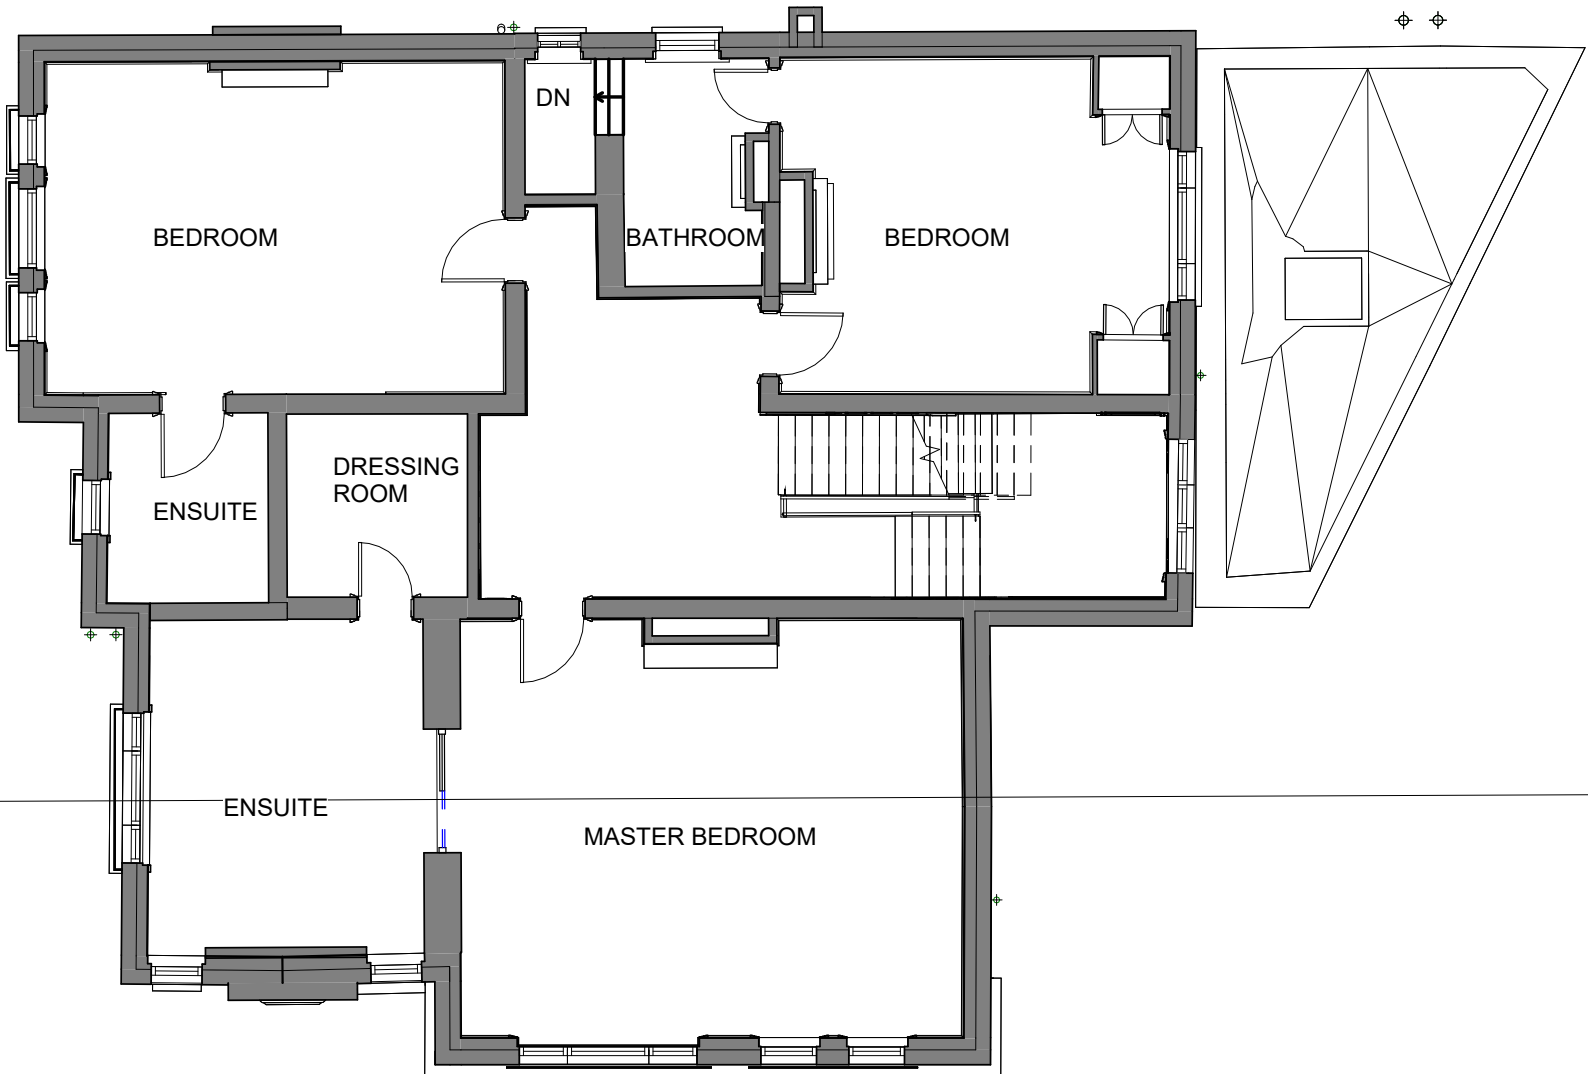 DN
BEDROOM
BATHROOM
BEDROOM
DRESSING
ROOM
ENSUITE
ENSUITE
MASTER BEDROOM